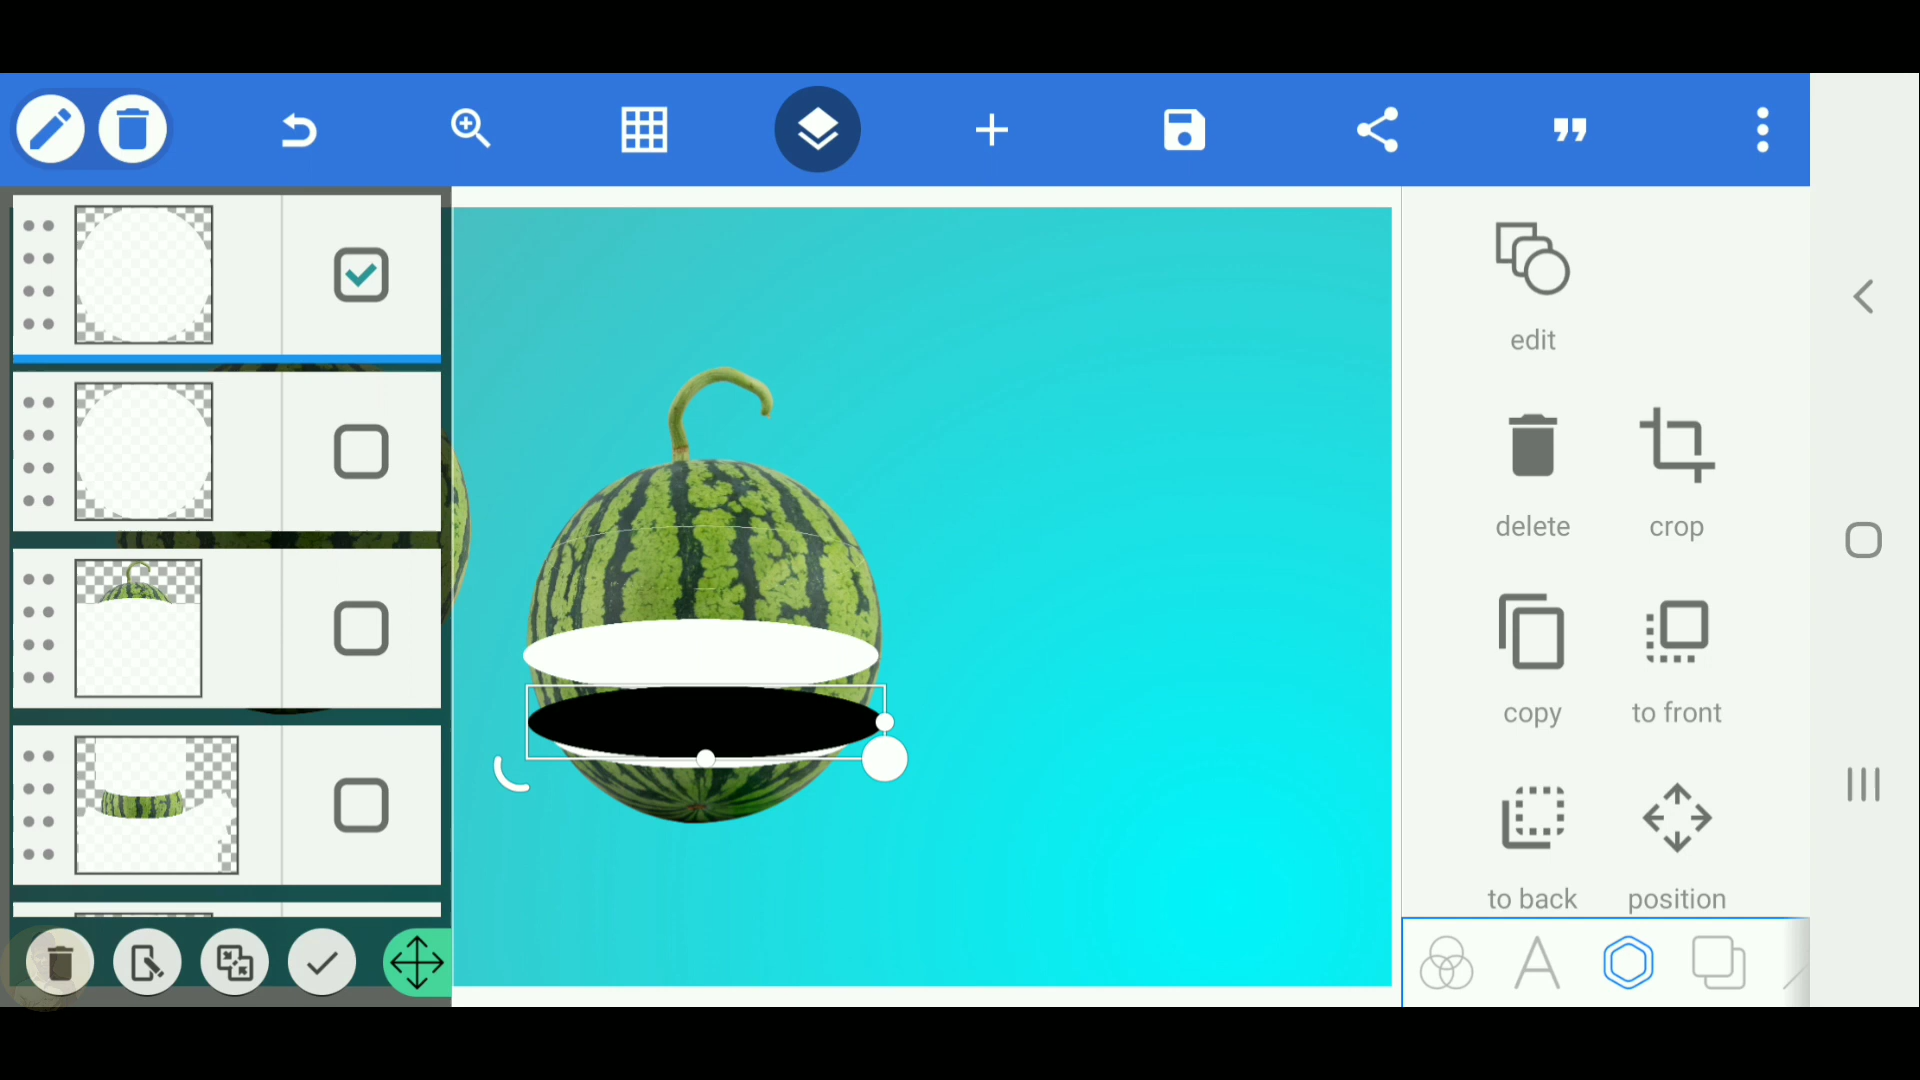 edit
delete
crop
copy
to front
to back
position